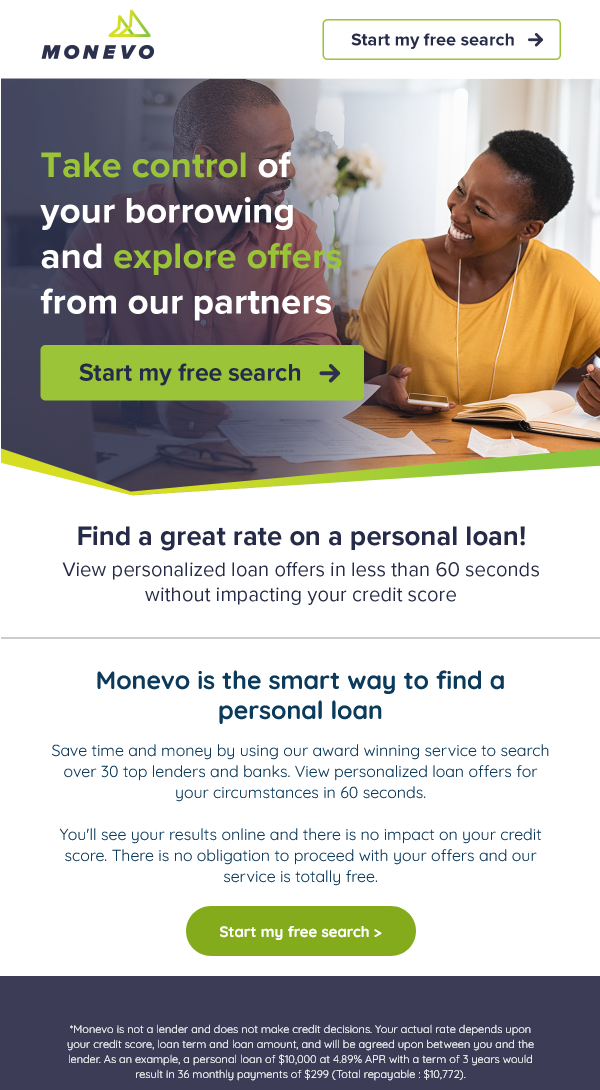 MONEVO
Start my free search
Take control of
your borrowing
and explore offers
from our partners
Start my free search
Find a great rate on a personal loan!
View personalized loan offers in less than 60 seconds
without impacting your credit score
Monevo is the smart way to find a
personal loan
Save time and money by using our award winning service to search
over 30 top lenders and banks. View personalized loan offers for
your circumstances in 60 seconds.
You'll see your results online and there is no impact on your credit
score. There is no obligation to proceed with your offers and our
service is totally free.
Start my free search >
*Monevo is not a lender and does not make credit decisions. Your actual rate depends upon
your credit score, loan term and loan amount, and will be agreed upon between you and the
lender. As an example, a personal loan of $10,000 at 4.89% APR with a term of 3 years would
result in 36 monthly payments of $299 (Total repayable : $10,772).